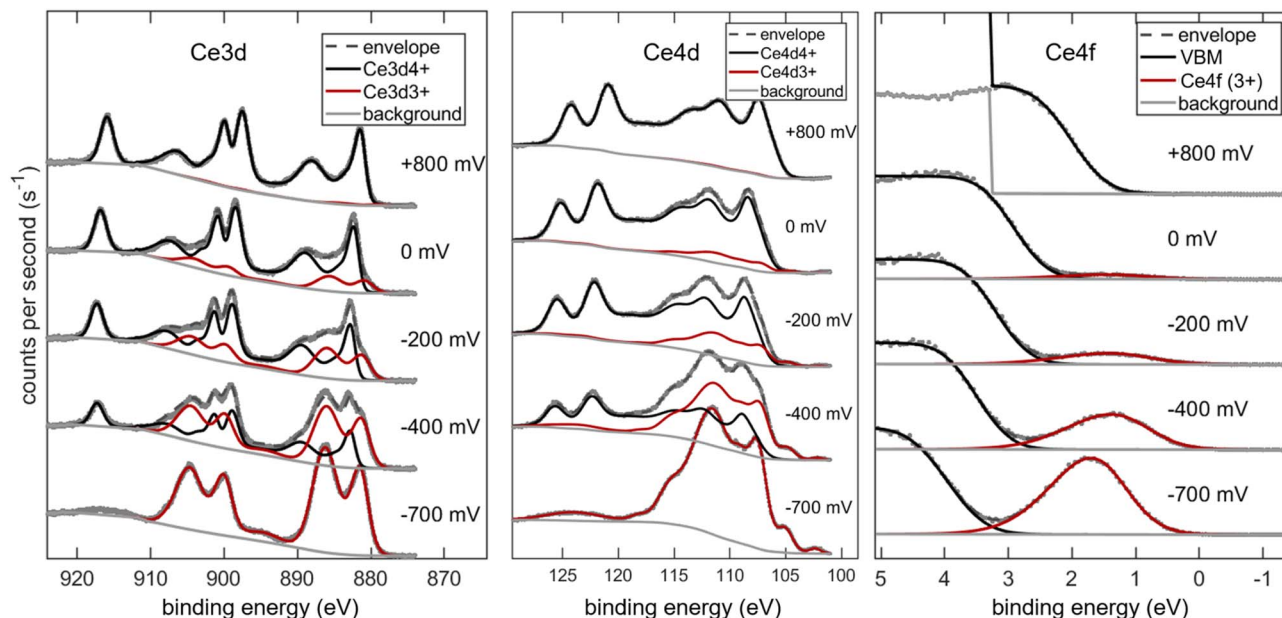 Ce3d
envelope
Ce3d4+
Ce3d3+
background
+800 mV
0 mV
-200 mV
-400 mV
-700 mV
counts per second (s⁻¹)
920 910 900 890 880 870
binding energy (eV)
Ce4d
envelope
Ce4d4+
Ce4d3+
background
+800 mV
0 mV
-200 mV
-400 mV
-700 mV
125 120 115 110 105 100
binding energy (eV)
Ce4f
envelope
VBM
Ce4f (3+)
background
+800 mV
0 mV
-200 mV
-400 mV
-700 mV
5 4 3 2 1 0 -1
binding energy (eV)